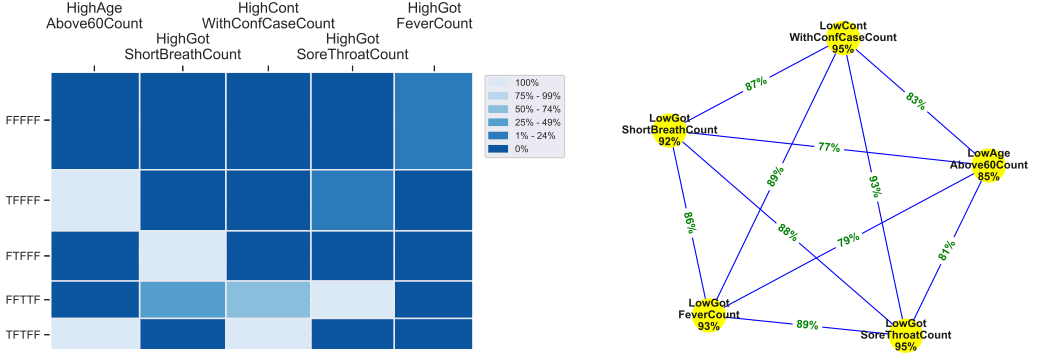 HighAge
Above60Count
HighCont
WithConfCaseCount
HighGot
FeverCount
HighGot
ShortBreathCount
HighGot
SoreThroatCount
FFFFF
TFFFF
FTFFF
FFTTF
TFTFF
100%
75% - 99%
50% - 74%
25% - 49%
1% - 24%
0%
LowCont
WithConfCaseCount
95%
87%
83%
LowGot
ShortBreathCount
92%
77%
LowAge
Above60Count
85%
89%
93%
86%
88%
79%
81%
LowGot
FeverCount
93%
89%
LowGot
SoreThroatCount
95%